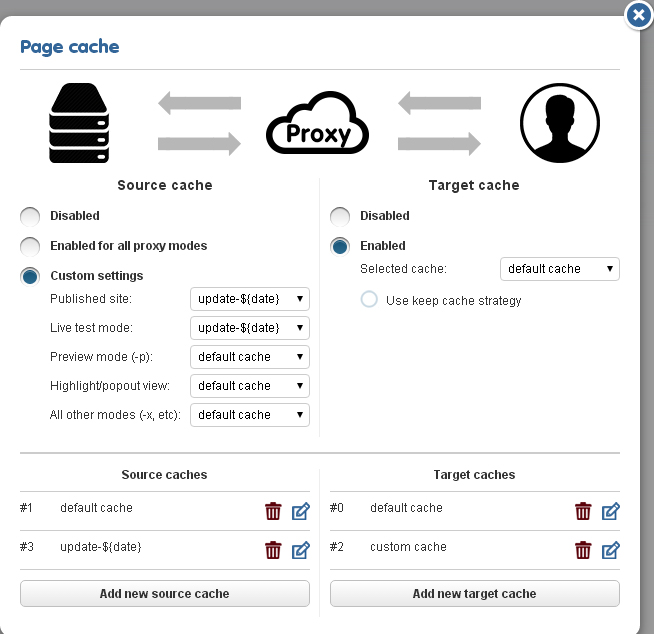 Page cache
Proxy
Source cache
Disabled
Enabled for all proxy modes
Custom settings
Published site: update-${date}
Live test mode: update-${date}
Preview mode (-p): default cache
Highlight/popout view: default cache
All other modes (-x, etc): default cache
Target cache
Disabled
Enabled
Selected cache: default cache
Use keep cache strategy
Source caches
#1 default cache
#3 update-${date}
Add new source cache
Target caches
#0 default cache
#2 custom cache
Add new target cache